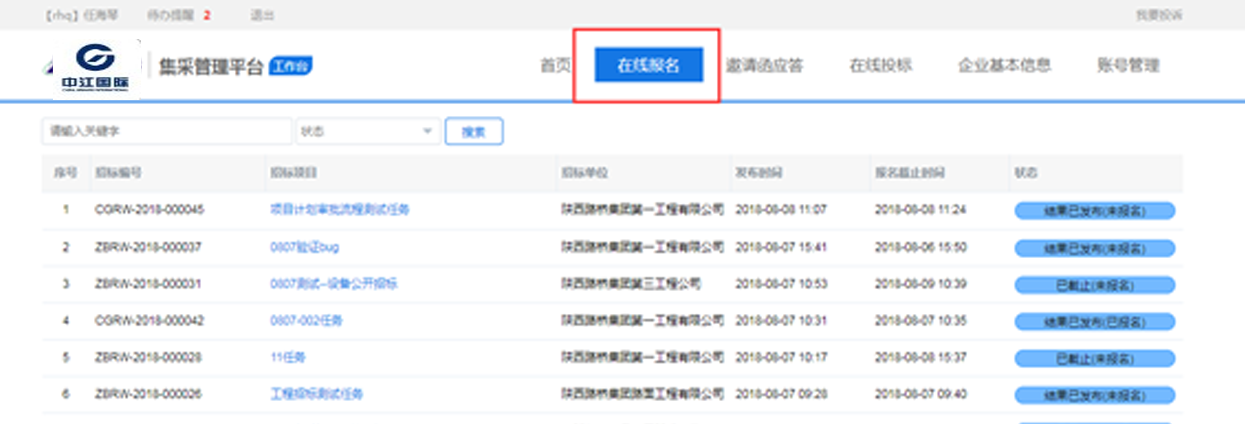 【rhq】任海琴 待办提醒 2 退出 我要投诉
中江国际 集采管理平台 工作台 首页 在线报名 邀请函应答 在线投标 企业基本信息 账号管理
请输入关键字 状态 搜索
序号 招标编号 招标项目 招标单位 发布时间 报名截止时间 状态
1 CGRW-2018-000045 项目计划审批流程测试任务 陕西路桥集团第一工程有限公司 2018-08-08 11:07 2018-08-08 11:24 结果已发布(未报名)
2 ZBRW-2018-000037 0807验证bug 陕西路桥集团第一工程有限公司 2018-08-07 15:41 2018-08-06 15:50 结果已发布(未报名)
3 ZBRW-2018-000031 0807测试--设备公开招标 陕西路桥集团第三工程公司 2018-08-07 10:53 2018-08-09 10:39 已截止(未报名)
4 CGRW-2018-000042 0807-002任务 陕西路桥集团第一工程有限公司 2018-08-07 10:31 2018-08-07 10:35 结果已发布(已报名)
5 ZBRW-2018-000028 11任务 陕西路桥集团第一工程有限公司 2018-08-07 10:17 2018-08-08 15:37 已截止(未报名)
6 ZBRW-2018-000026 工程招标测试任务 陕西路桥集团路面工程有限公司 2018-08-07 09:28 2018-08-07 09:40 结果已发布(未报名)